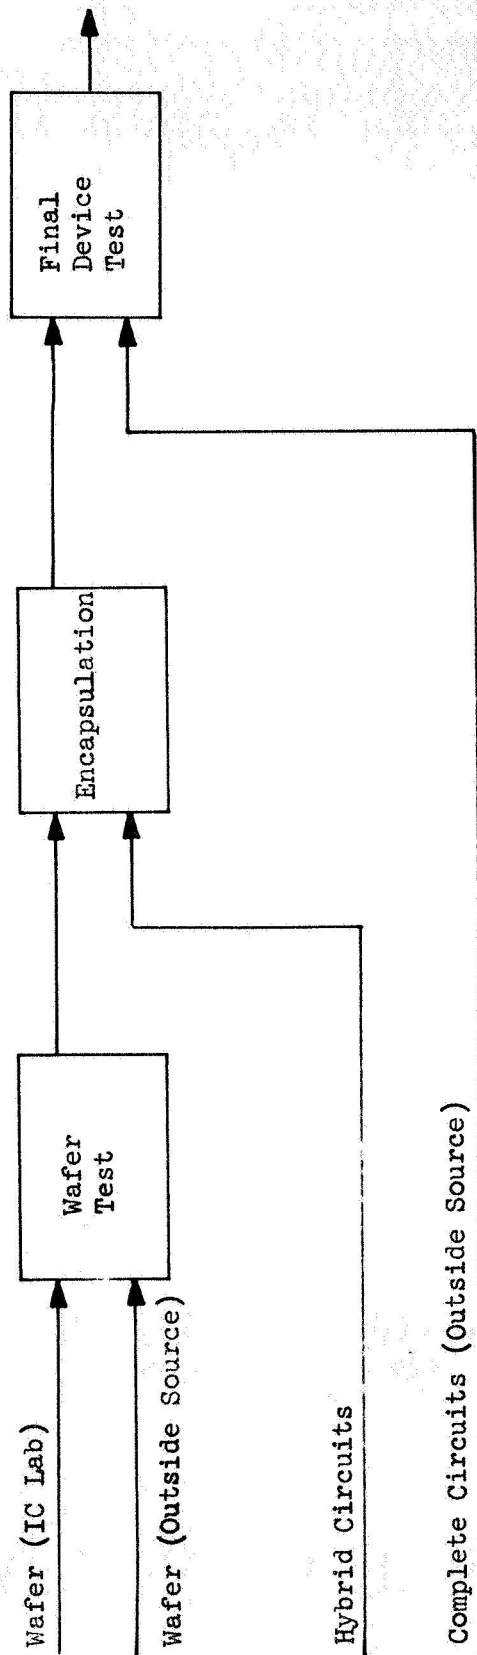 Wafer (IC Lab)
Wafer (Outside Source)
Hybrid Circuits
Complete Circuits (Outside Source)
Wafer
Test
Encapsulation
Final
Device
Test